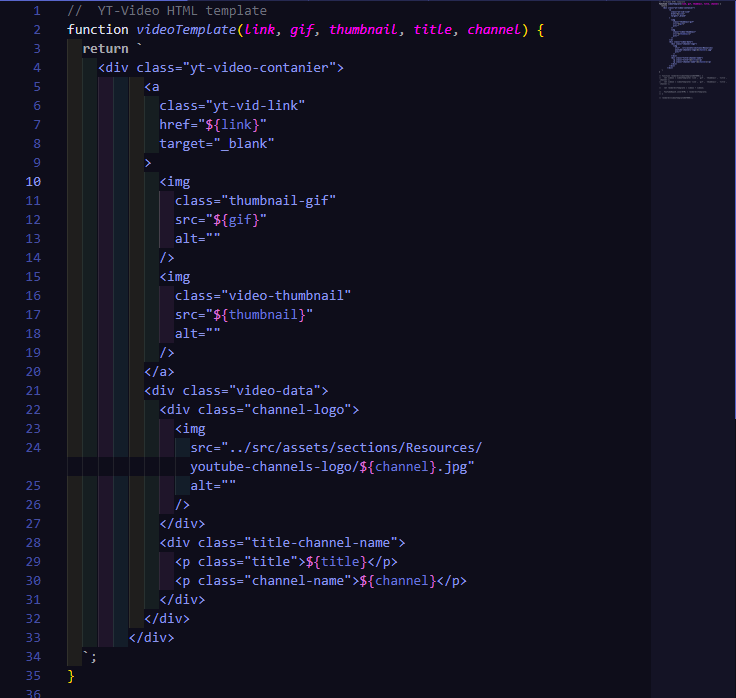 1 // YT-Video HTML template
2 function videoTemplate(link, gif, thumbnail, title, channel) {
3 return `
4 <div class="yt-video-contanier">
5 <a
6 class="yt-vid-link"
7 href="${link}"
8 target="_blank"
9 >
10 <img
11 class="thumbnail-gif"
12 src="${gif}"
13 alt=""
14 />
15 <img
16 class="video-thumbnail"
17 src="${thumbnail}"
18 alt=""
19 />
20 </a>
21 <div class="video-data">
22 <div class="channel-logo">
23 <img
24 src="../src/assets/sections/Resources/
youtube-channels-logo/${channel}.jpg"
25 alt=""
26 />
27 </div>
28 <div class="title-channel-name">
29 <p class="title">${title}</p>
30 <p class="channel-name">${channel}</p>
31 </div>
32 </div>
33 </div>
34 `;
35 }
36